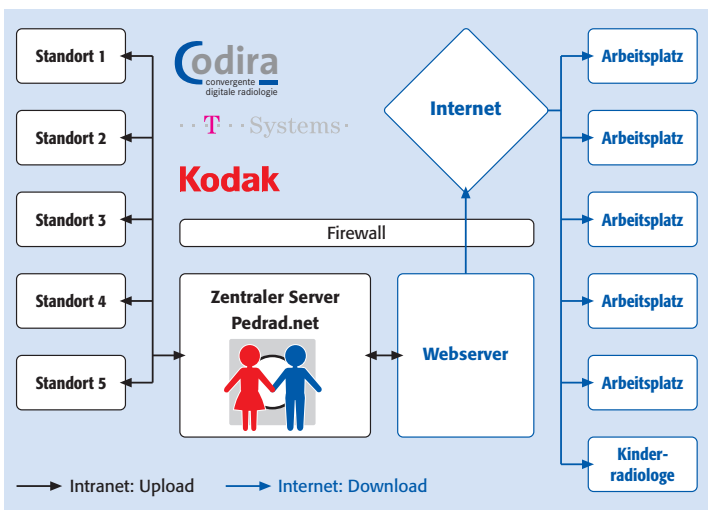 Standort 1
Standort 2
Standort 3
Standort 4
Standort 5
Codira
convergente
digitale radiologie
· · T · · Systems ·
Kodak
Firewall
Zentraler Server
Pedrad.net
Webserver
Internet
Arbeitsplatz
Arbeitsplatz
Arbeitsplatz
Arbeitsplatz
Arbeitsplatz
Kinder-
radiologe
Intranet: Upload
Internet: Download